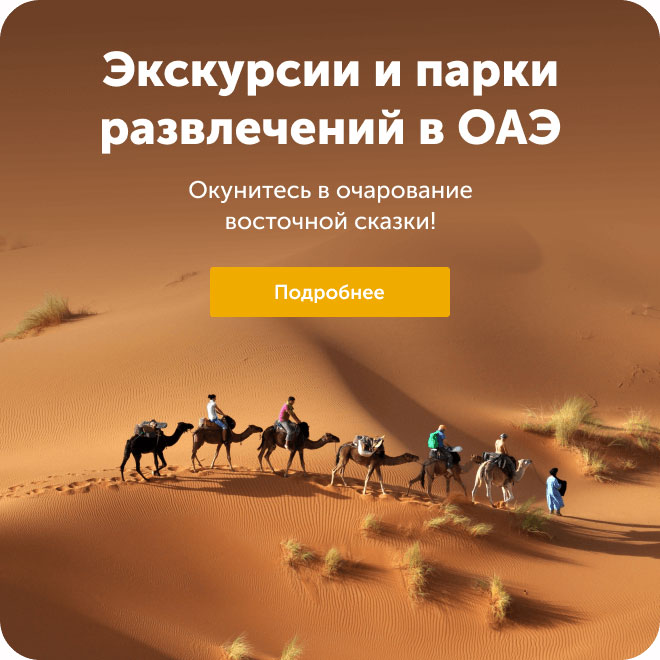 Экскурсии и парки
развлечений в ОАЭ
Окунитесь в очарование
восточной сказки!
Подробнее